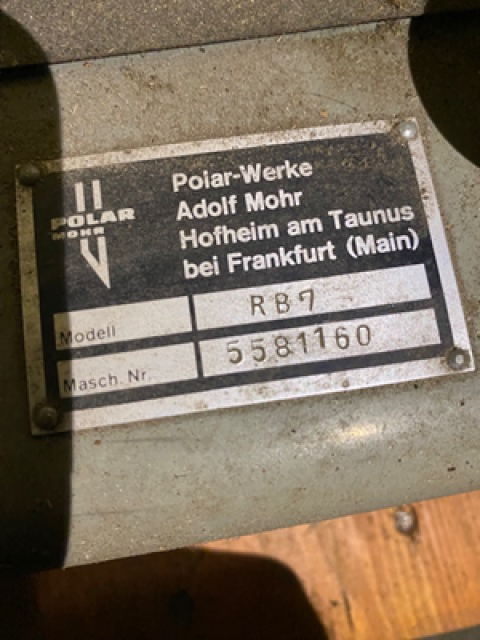 POLAR
MOHR
Polar-Werke
Adolf Mohr
Hofheim am Taunus
bei Frankfurt (Main)
Modell RB7
Masch. Nr. 5581160